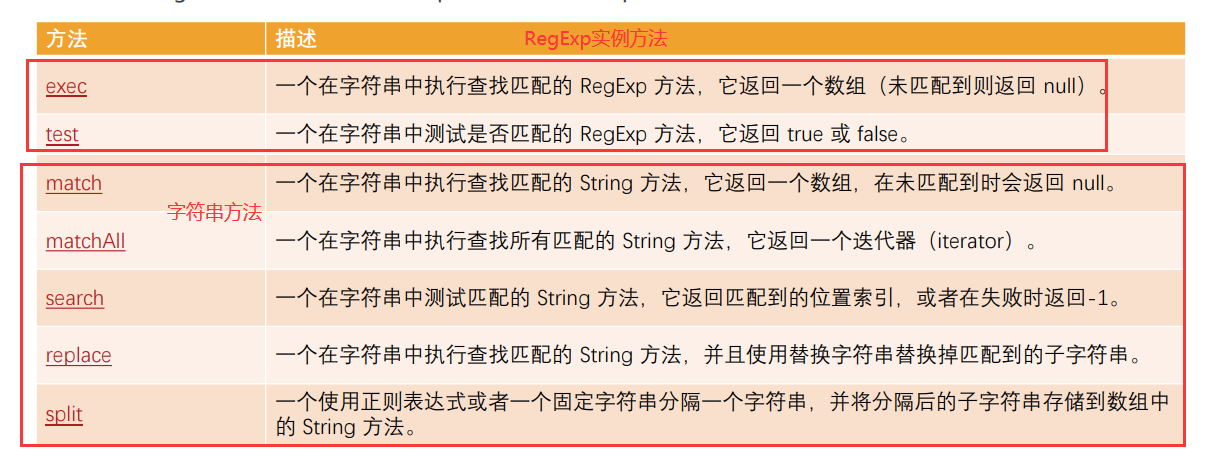 方法 描述 RegExp实例方法
exec 一个在字符串中执行查找匹配的 RegExp 方法，它返回一个数组（未匹配到则返回 null）。
test 一个在字符串中测试是否匹配的 RegExp 方法，它返回 true 或 false。
match 一个在字符串中执行查找匹配的 String 方法，它返回一个数组，在未匹配到时会返回 null。
字符串方法
matchAll 一个在字符串中执行查找所有匹配的 String 方法，它返回一个迭代器（iterator）。
search 一个在字符串中测试匹配的 String 方法，它返回匹配到的位置索引，或者在失败时返回-1。
replace 一个在字符串中执行查找匹配的 String 方法，并且使用替换字符串替换掉匹配到的子字符串。
split 一个使用正则表达式或者一个固定字符串分隔一个字符串，并将分隔后的子字符串存储到数组中
的 String 方法。